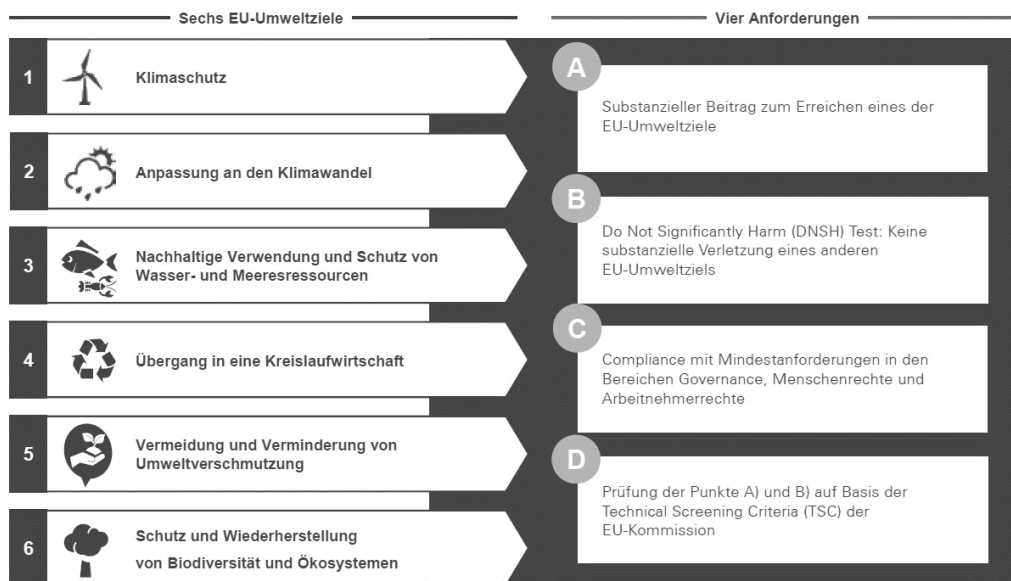 Sechs EU-Umweltziele
1
Klimaschutz
2
Anpassung an den Klimawandel
3
Nachhaltige Verwendung und Schutz von
Wasser- und Meeresressourcen
4
Übergang in eine Kreislaufwirtschaft
5
Vermeidung und Verminderung von
Umweltverschmutzung
6
Schutz und Wiederherstellung
von Biodiversität und Ökosystemen
Vier Anforderungen
A
Substanzieller Beitrag zum Erreichen eines der
EU-Umweltziele
B
Do Not Significantly Harm (DNSH) Test: Keine
substanzielle Verletzung eines anderen
EU-Umweltziels
C
Compliance mit Mindestanforderungen in den
Bereichen Governance, Menschenrechte und
Arbeitnehmerrechte
D
Prüfung der Punkte A) und B) auf Basis der
Technical Screening Criteria (TSC) der
EU-Kommission